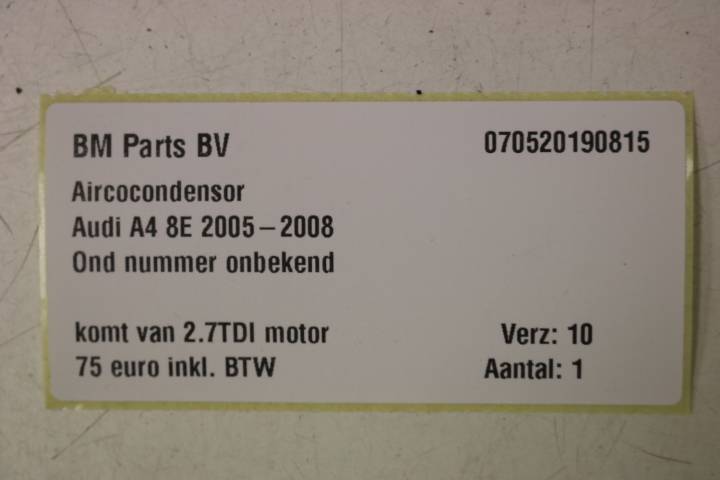 BM Parts BV 070520190815
Aircocondensor
Audi A4 8E 2005–2008
Ond nummer onbekend
komt van 2.7TDI motor Verz: 10
75 euro inkl. BTW Aantal: 1